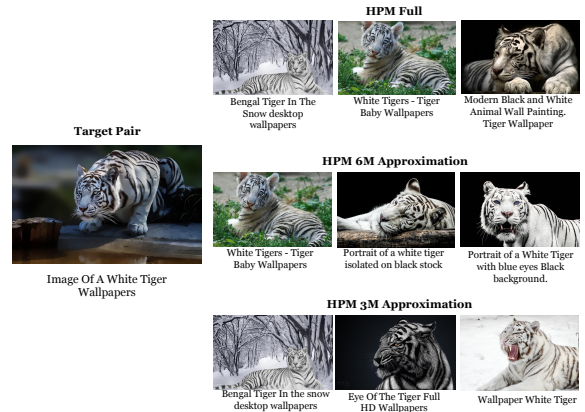 HPM Full
Bengal Tiger In The
Snow desktop
wallpapers
White Tigers - Tiger
Baby Wallpapers
Modern Black and White
Animal Wall Painting.
Tiger Wallpaper
Target Pair
Image Of A White Tiger
Wallpapers
HPM 6M Approximation
White Tigers - Tiger
Baby Wallpapers
Portrait of a white tiger
isolated on black stock
Portrait of a White Tiger
with blue eyes Black
background.
HPM 3M Approximation
Bengal Tiger In the snow
desktop wallpapers
Eye Of The Tiger Full
HD Wallpapers
Wallpaper White Tiger